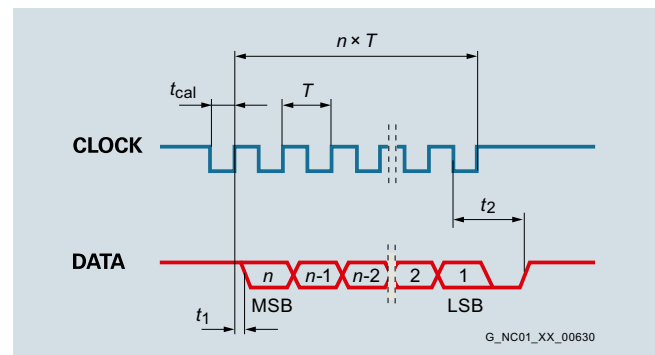 n × T
tcal
T
CLOCK
t2
DATA
n
n-1
n-2
2
1
MSB
LSB
t1
G_NC01_XX_00630